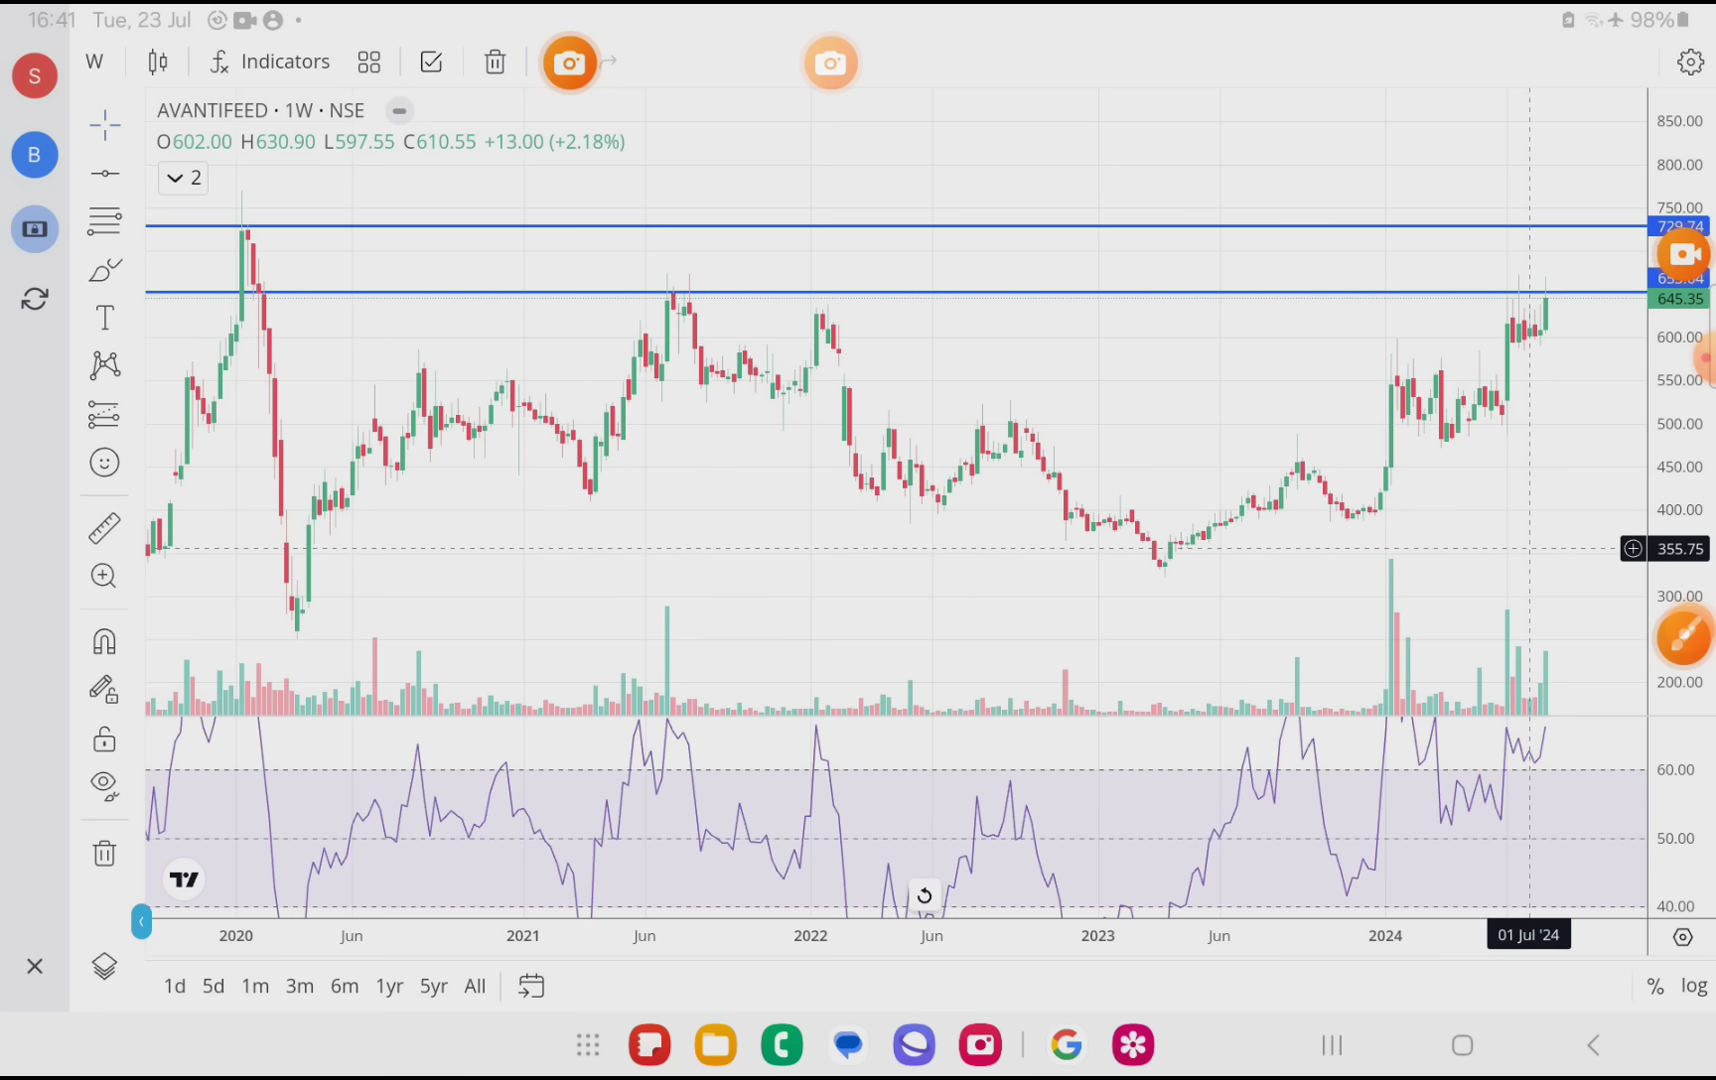 16:41 Tue, 23 Jul 98%
S
B
W Indicators
AVANTIFEED · 1W · NSE
O602.00 H630.90 L597.55 C610.55 +13.00 (+2.18%)
2
850.00
800.00
750.00
729.74
645.35
600.00
550.00
500.00
450.00
400.00
355.75
300.00
200.00
60.00
50.00
40.00
2020 Jun 2021 Jun 2022 Jun 2023 Jun 2024 01 Jul '24
1d 5d 1m 3m 6m 1yr 5yr All % log